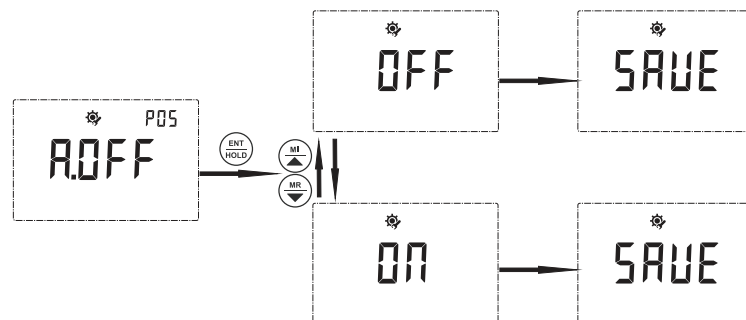 P05
A.OFF
ENT
HOLD
MI
MR
OFF
SAVE
ON
SAVE